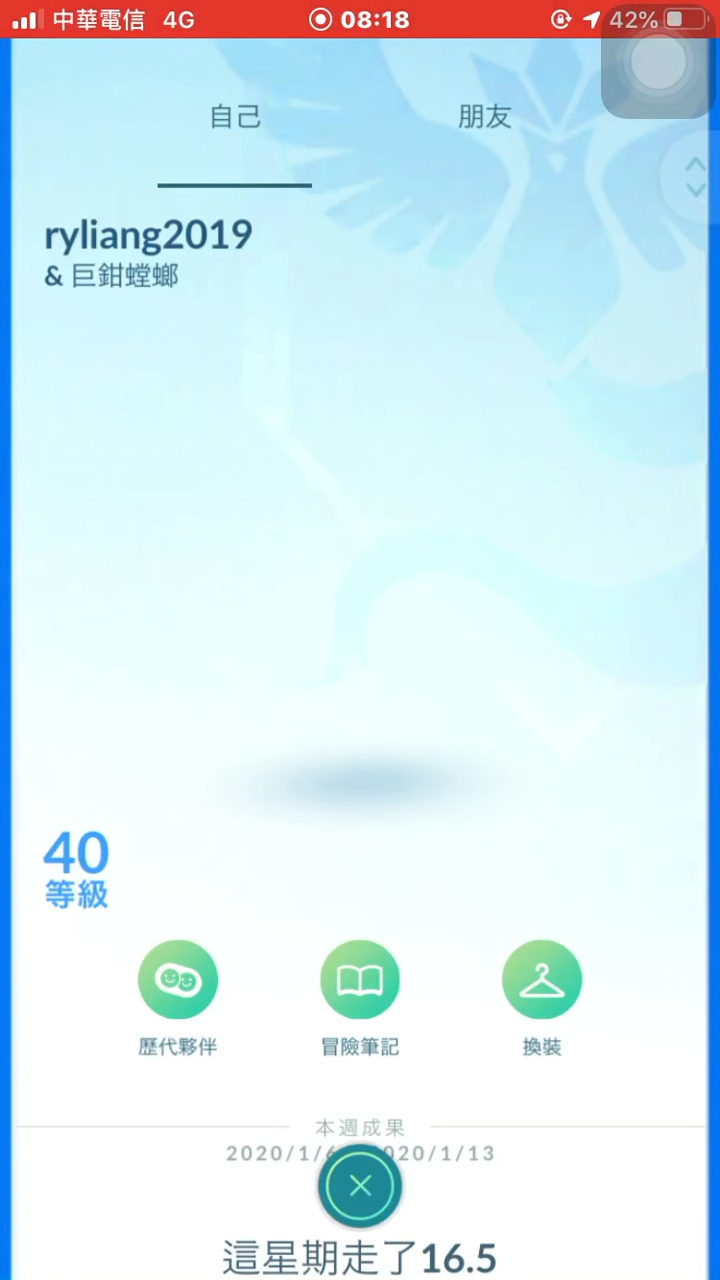 中華電信 4G 08:18 42%
自己 朋友
ryliang2019
& 巨鉗螳螂
40
等級
歷代夥伴 冒險筆記 換裝
本週成果
2020/1/6 020/1/13
這星期走了16.5